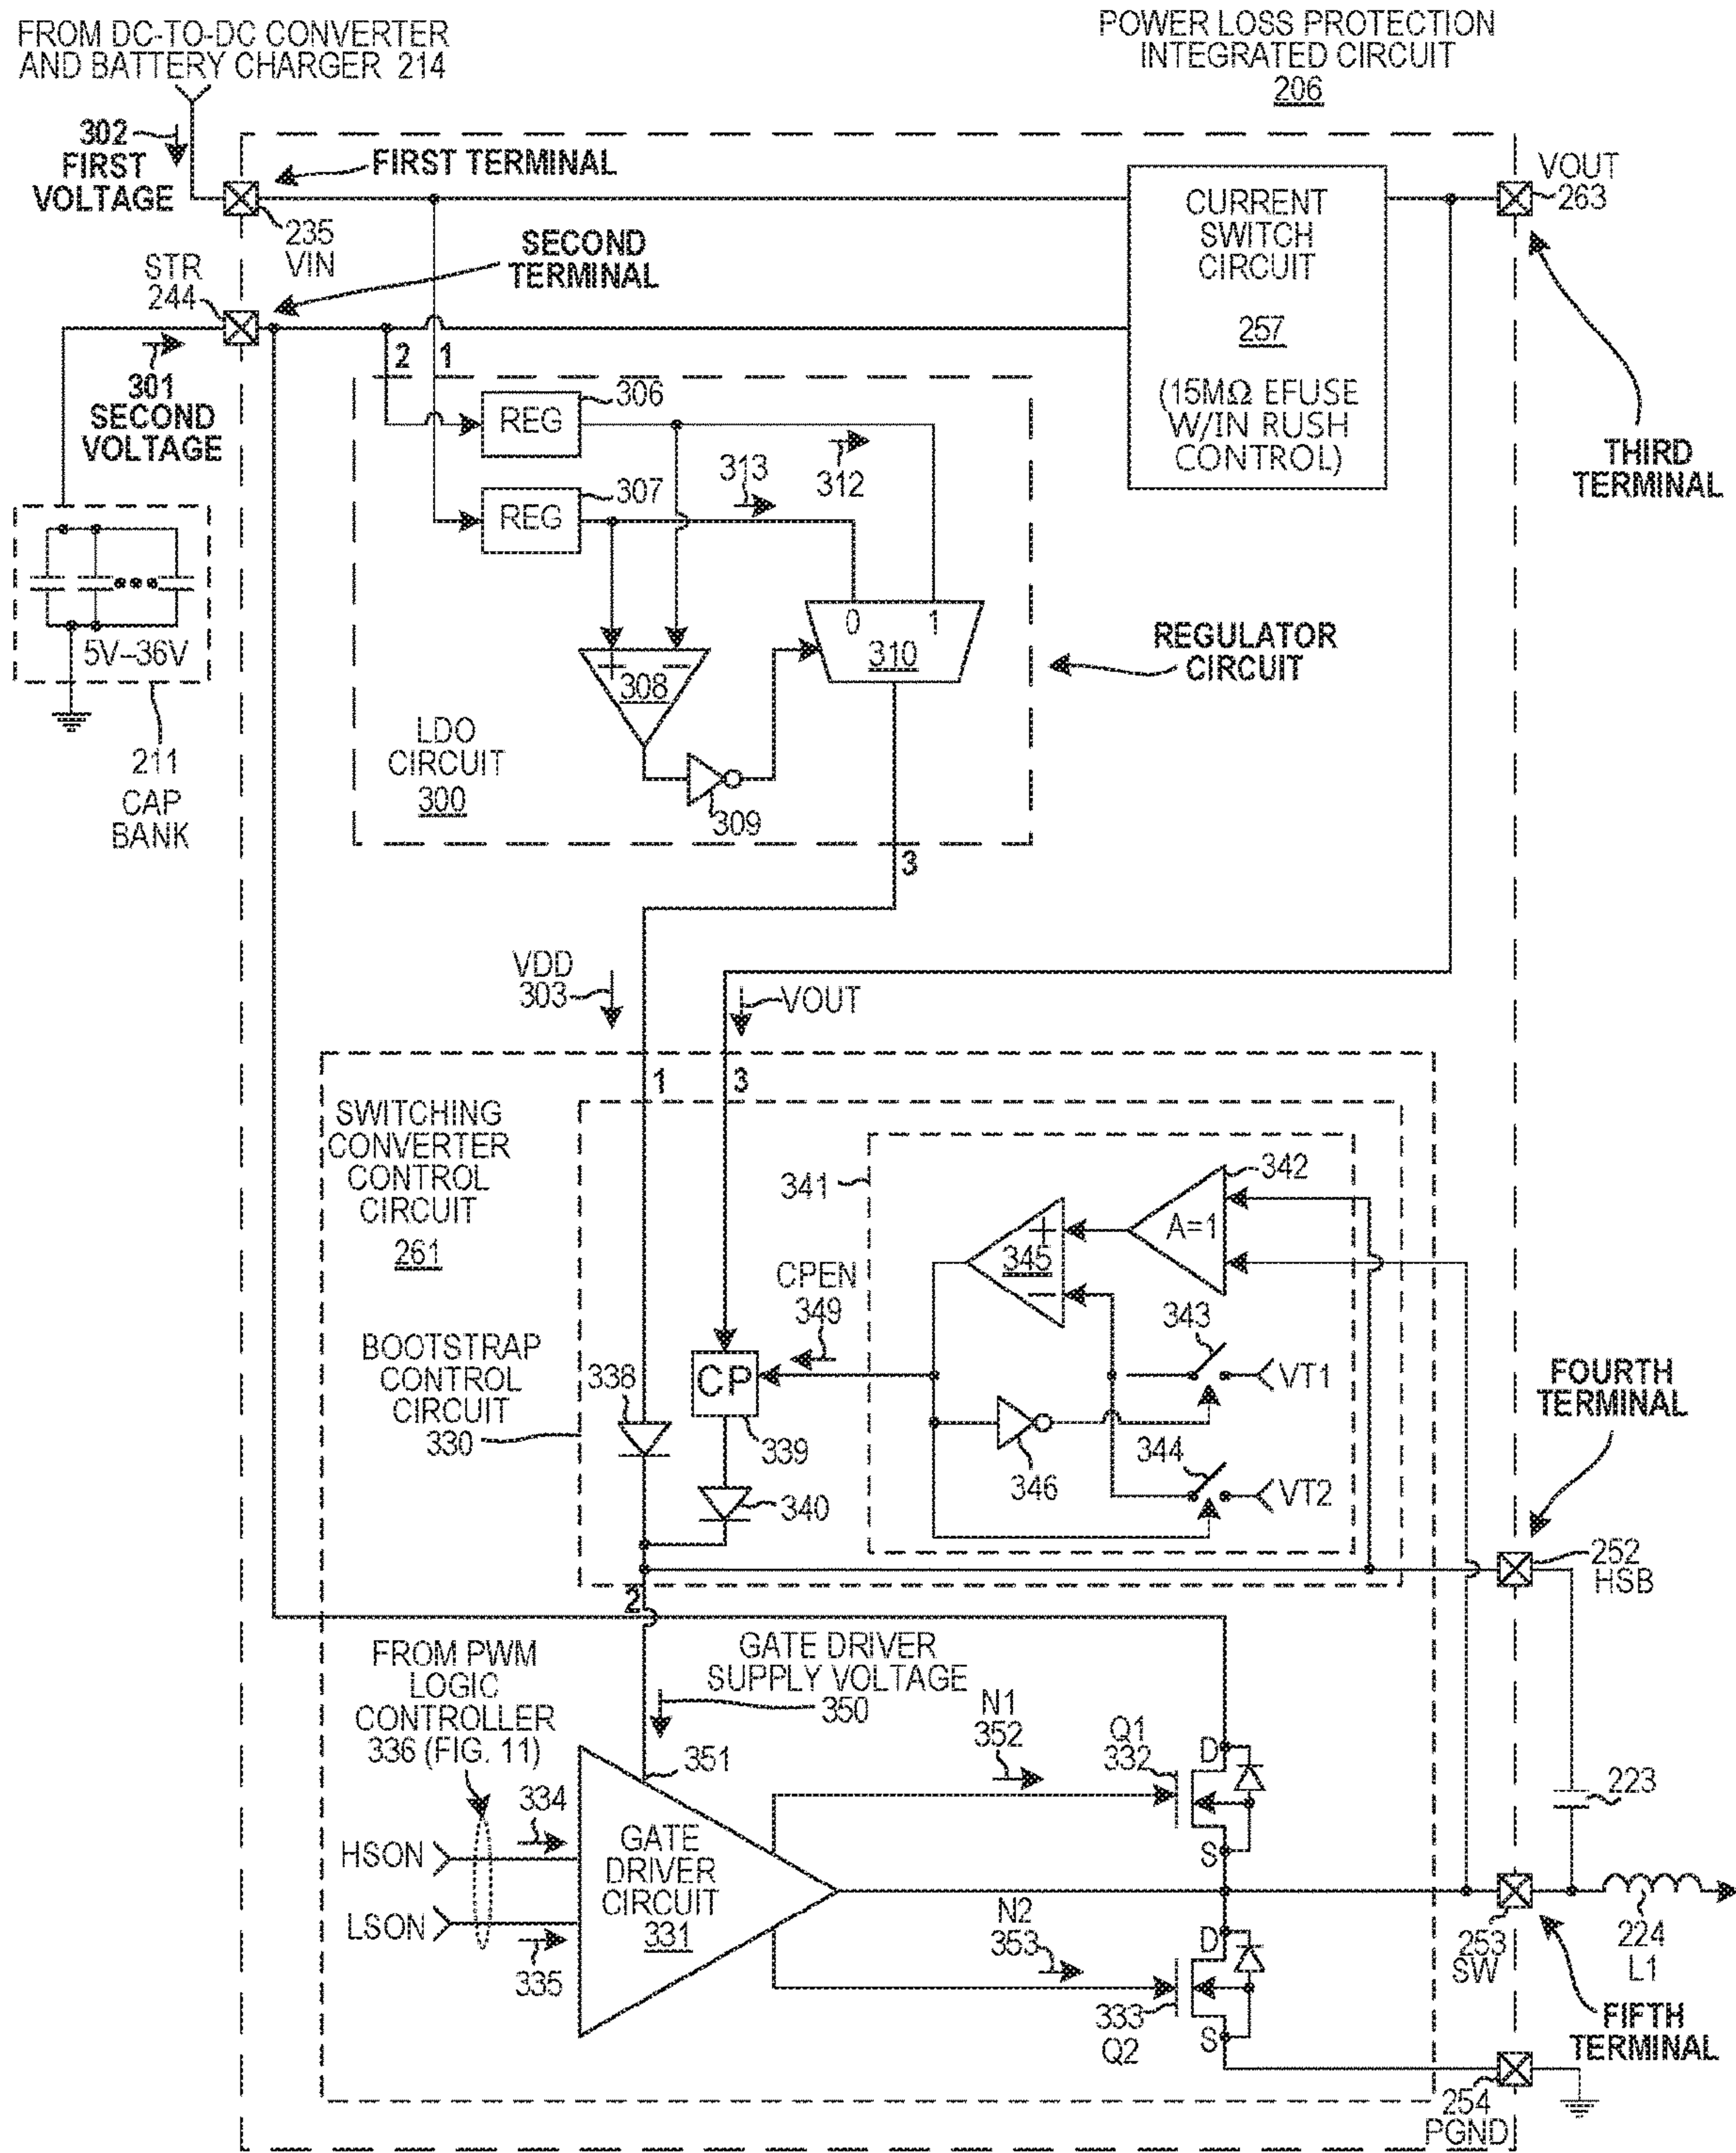 FROM DC-TO-DC CONVERTER
AND BATTERY CHARGER 214
POWER LOSS PROTECTION
INTEGRATED CIRCUIT
206
302
FIRST
VOLTAGE
FIRST TERMINAL
235
VIN
SECOND
TERMINAL
STR
244
301
SECOND
VOLTAGE
5V–36V
211
CAP
BANK
CURRENT
SWITCH
CIRCUIT
257
(15MΩ EFUSE
W/IN RUSH
CONTROL)
VOUT
263
THIRD
TERMINAL
2
1
REG
306
REG
307
313
312
0
1
310
+
–
308
309
LDO
CIRCUIT
300
REGULATOR
CIRCUIT
3
VDD
303
VOUT
1
3
SWITCHING
CONVERTER
CONTROL
CIRCUIT
261
341
342
A=1
+
345
–
CPEN
349
343
VT1
BOOTSTRAP
CONTROL
CIRCUIT
330
338
CP
339
346
344
VT2
340
FOURTH
TERMINAL
252
HSB
2
FROM PWM
LOGIC
CONTROLLER
336 (FIG. 11)
GATE DRIVER
SUPPLY VOLTAGE
350
351
N1
352
Q1
332
D
S
223
334
HSON
LSON
335
GATE
DRIVER
CIRCUIT
331
N2
353
D
S
333
Q2
253
SW
224
L1
FIFTH
TERMINAL
254
PGND